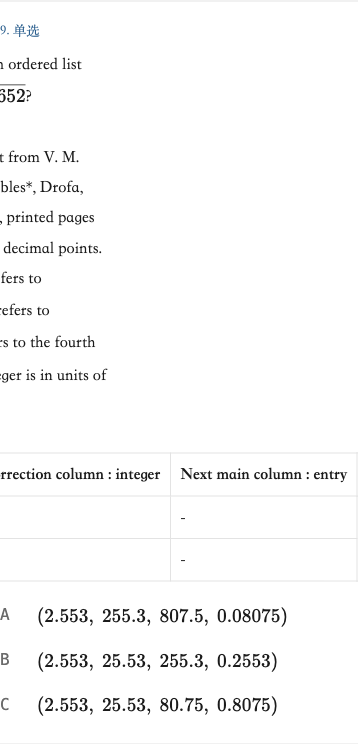 9. 单选
ordered list
652?
t from V. M.
bles*, Drofa,
, printed pages
decimal points.
fers to
refers to
rs to the fourth
ger is in units of
rrection column : integer Next main column : entry
-
-
A (2.553, 255.3, 807.5, 0.08075)
B (2.553, 25.53, 255.3, 0.2553)
C (2.553, 25.53, 80.75, 0.8075)